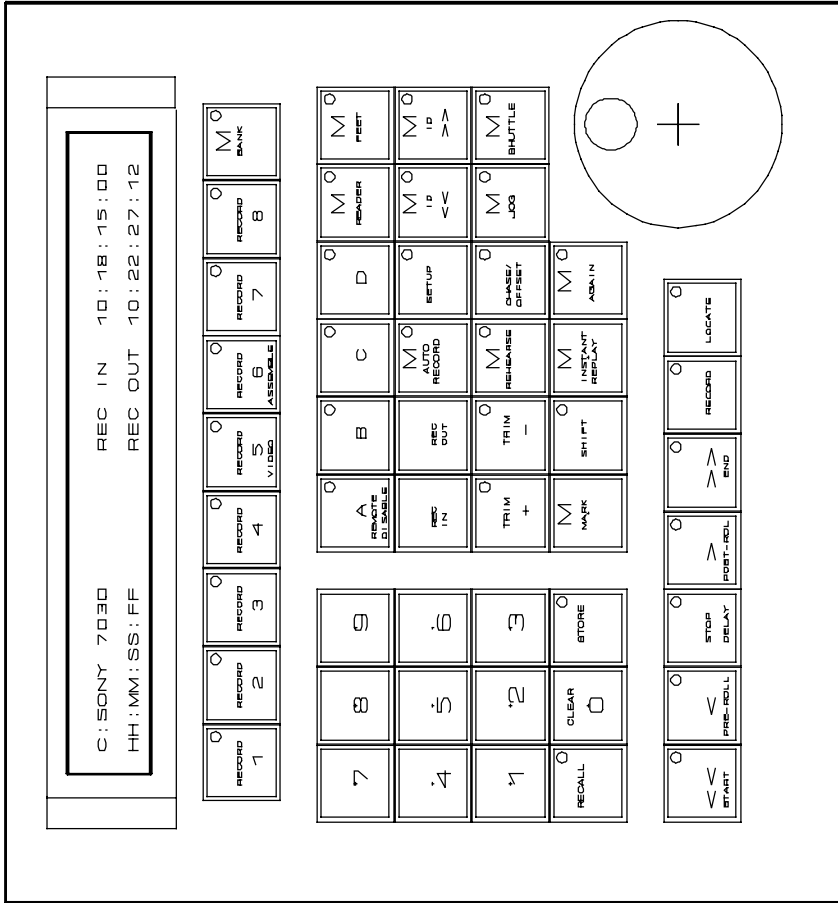 C:SONY 7030 REC IN 10:18:15:00
HH:MM:SS:FF REC OUT 10:22:27:12
RECORD
1
RECORD
2
RECORD
3
RECORD
4
RECORD
5
VIDEO
RECORD
6
ASSEMBLE
RECORD
7
RECORD
8
M
BANK
7
8
9
A
REMOTE
DISABLE
B
C
D
M
READER
M
FEET
4
5
6
REC
IN
REC
OUT
M
AUTO
RECORD
SETUP
M
ID
<<
M
ID
>>
1
2
3
TRIM
+
TRIM
-
M
REHEARSE
CHASE/
OFFSET
M
JOG
M
SHUTTLE
RECALL
CLEAR
0
STORE
M
MARK
SHIFT
M
INSTANT
REPLAY
M
AGAIN
<<
START
<
PRE-ROLL
STOP
DELAY
>
POST-ROL
>>
END
RECORD
LOCATE